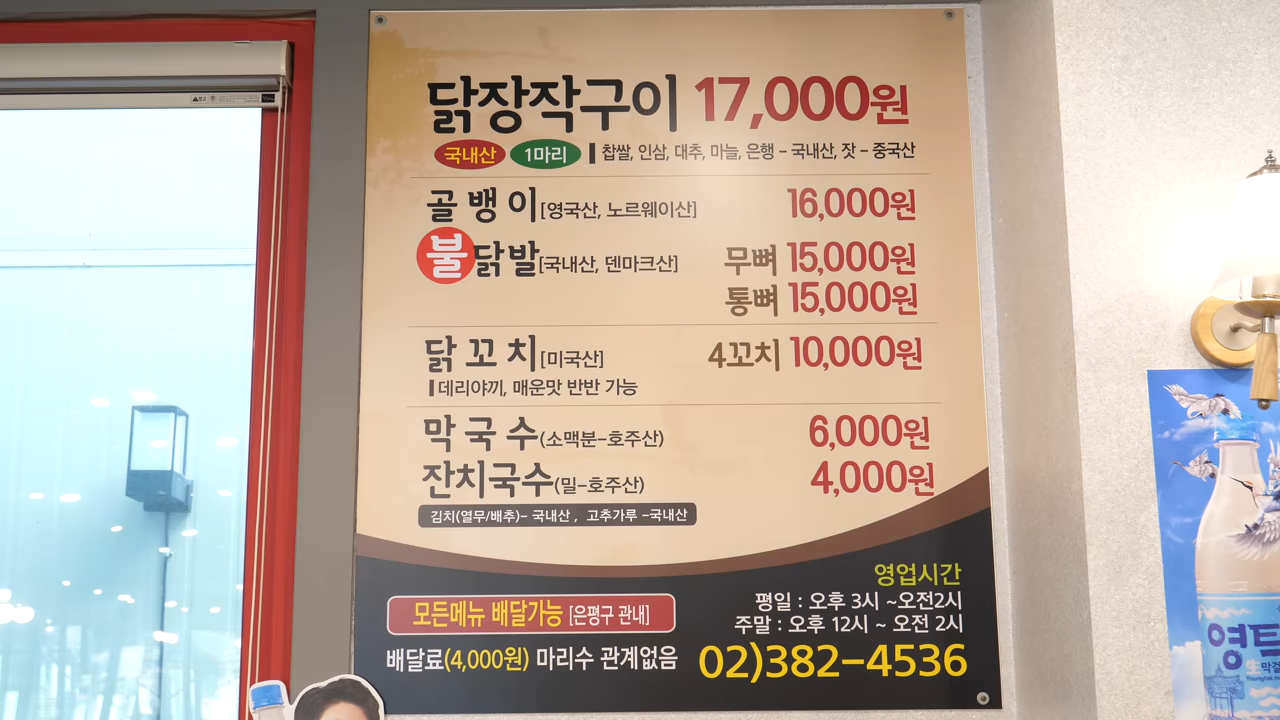 닭장작구이 17,000원
국내산 1마리 찹쌀, 인삼, 대추, 마늘, 은행 - 국내산, 잣 - 중국산
골뱅이[영국산, 노르웨이산] 16,000원
불닭발[국내산, 덴마크산] 무뼈 15,000원
통뼈 15,000원
닭꼬치[미국산] 4꼬치 10,000원
데리야끼, 매운맛 반반 가능
막국수(소맥분-호주산) 6,000원
잔치국수(밀-호주산) 4,000원
김치(열무/배추)- 국내산 , 고추가루 -국내산
영업시간
평일 : 오후 3시 ~오전2시
주말 : 오후 12시 ~ 오전 2시
모든메뉴 배달가능 [은평구 관내]
배달료(4,000원) 마리수 관계없음
02)382-4536
영탁
生막걸